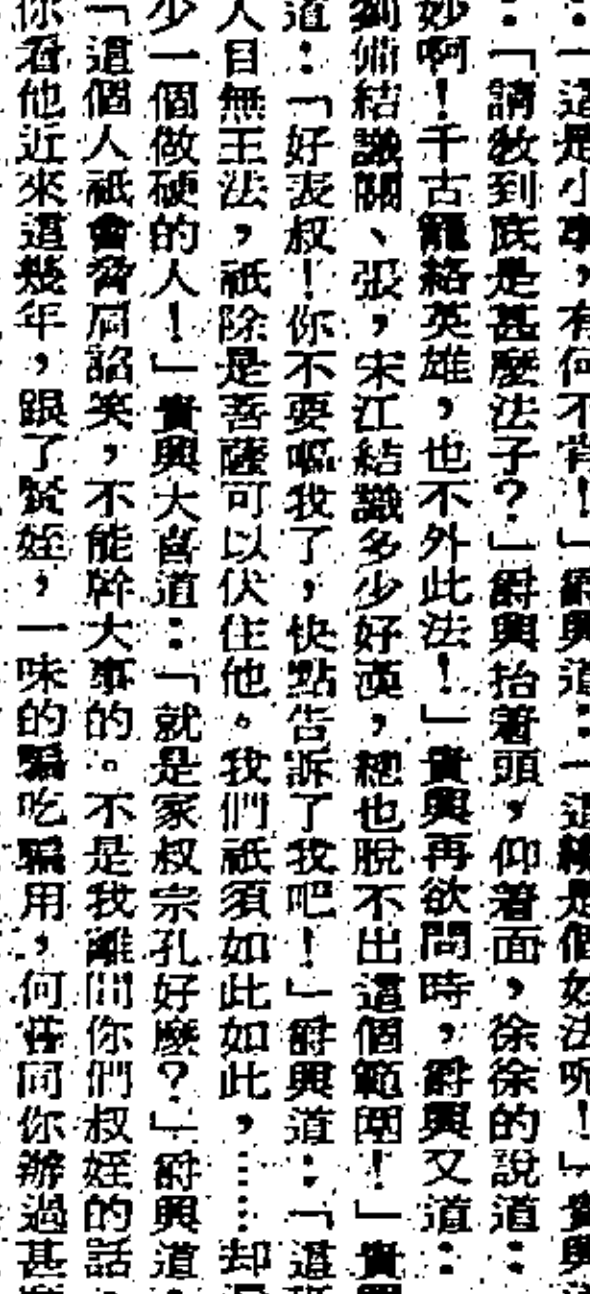 ：「這是小事，有何不肯！」爵興道：「這纔是個妙法呢！」貴興道
：「請教到底是甚麼法子？」爵興抬着頭，仰着面，徐徐的說道：
妙啊！千古籠絡英雄，也不外此法！」貴興再欲問時，爵興又道：
劉備結識關、張，宋江結識多少好漢，總也脫不出這個範圍！」貴興
道：「好表叔！你不要嘔我了，快點告訴了我吧！」爵興道：「這
人目無王法，祇除是菩薩可以伏住他。我們祇須如此如此，……却
少一個做硬的人！」貴興大喜道：「就是家叔宗孔好麼？」爵興道
「這個人祇會脅肩諂笑，不能幹大事的。不是我離間你們叔姪的話
你看他近來這幾年，跟了賢姪，一味的騙吃騙用，何嘗同你辦過甚